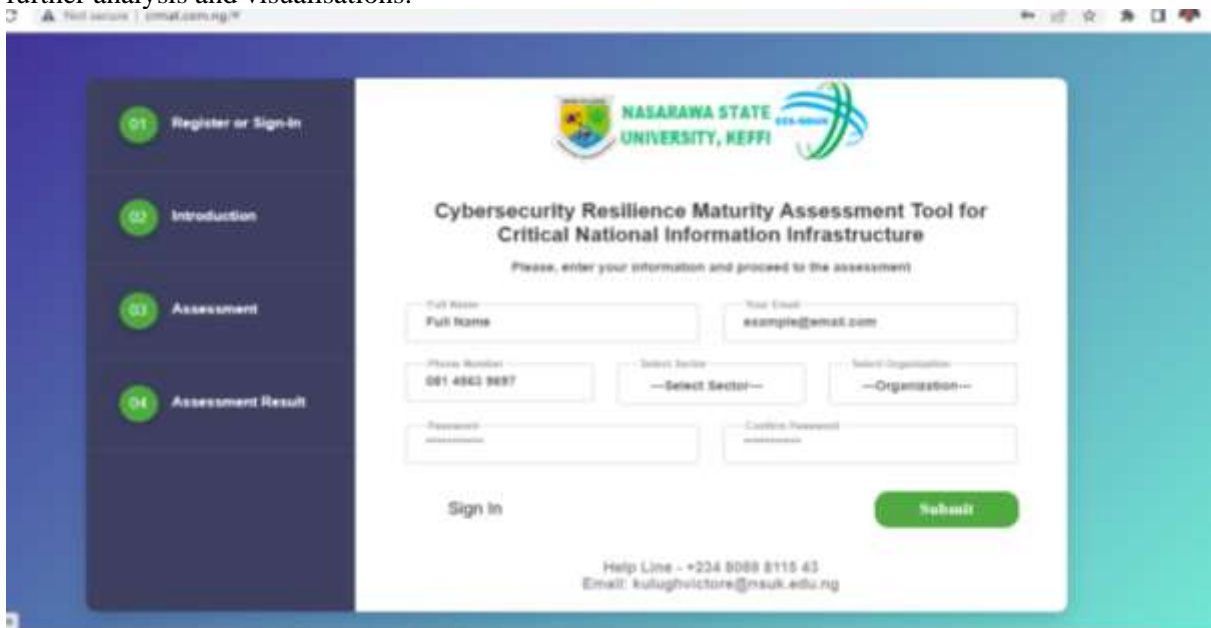 further analysis and visualisations.
Not secure | crmat.com.ng/#
01 Register or Sign-In
02 Introduction
03 Assessment
04 Assessment Result
NASARAWA STATE
UNIVERSITY, KEFFI
Cybersecurity Resilience Maturity Assessment Tool for
Critical National Information Infrastructure
Please, enter your information and proceed to the assessment
Full Name
Full Name
Your Email
example@email.com
Phone Number
081 4863 9697
Select Sector
---Select Sector---
Select Organization
---Organization---
Password
Confirm Password
Sign In
Submit
Help Line - +234 8069 8115 43
Email: kulughvictore@nsuk.edu.ng